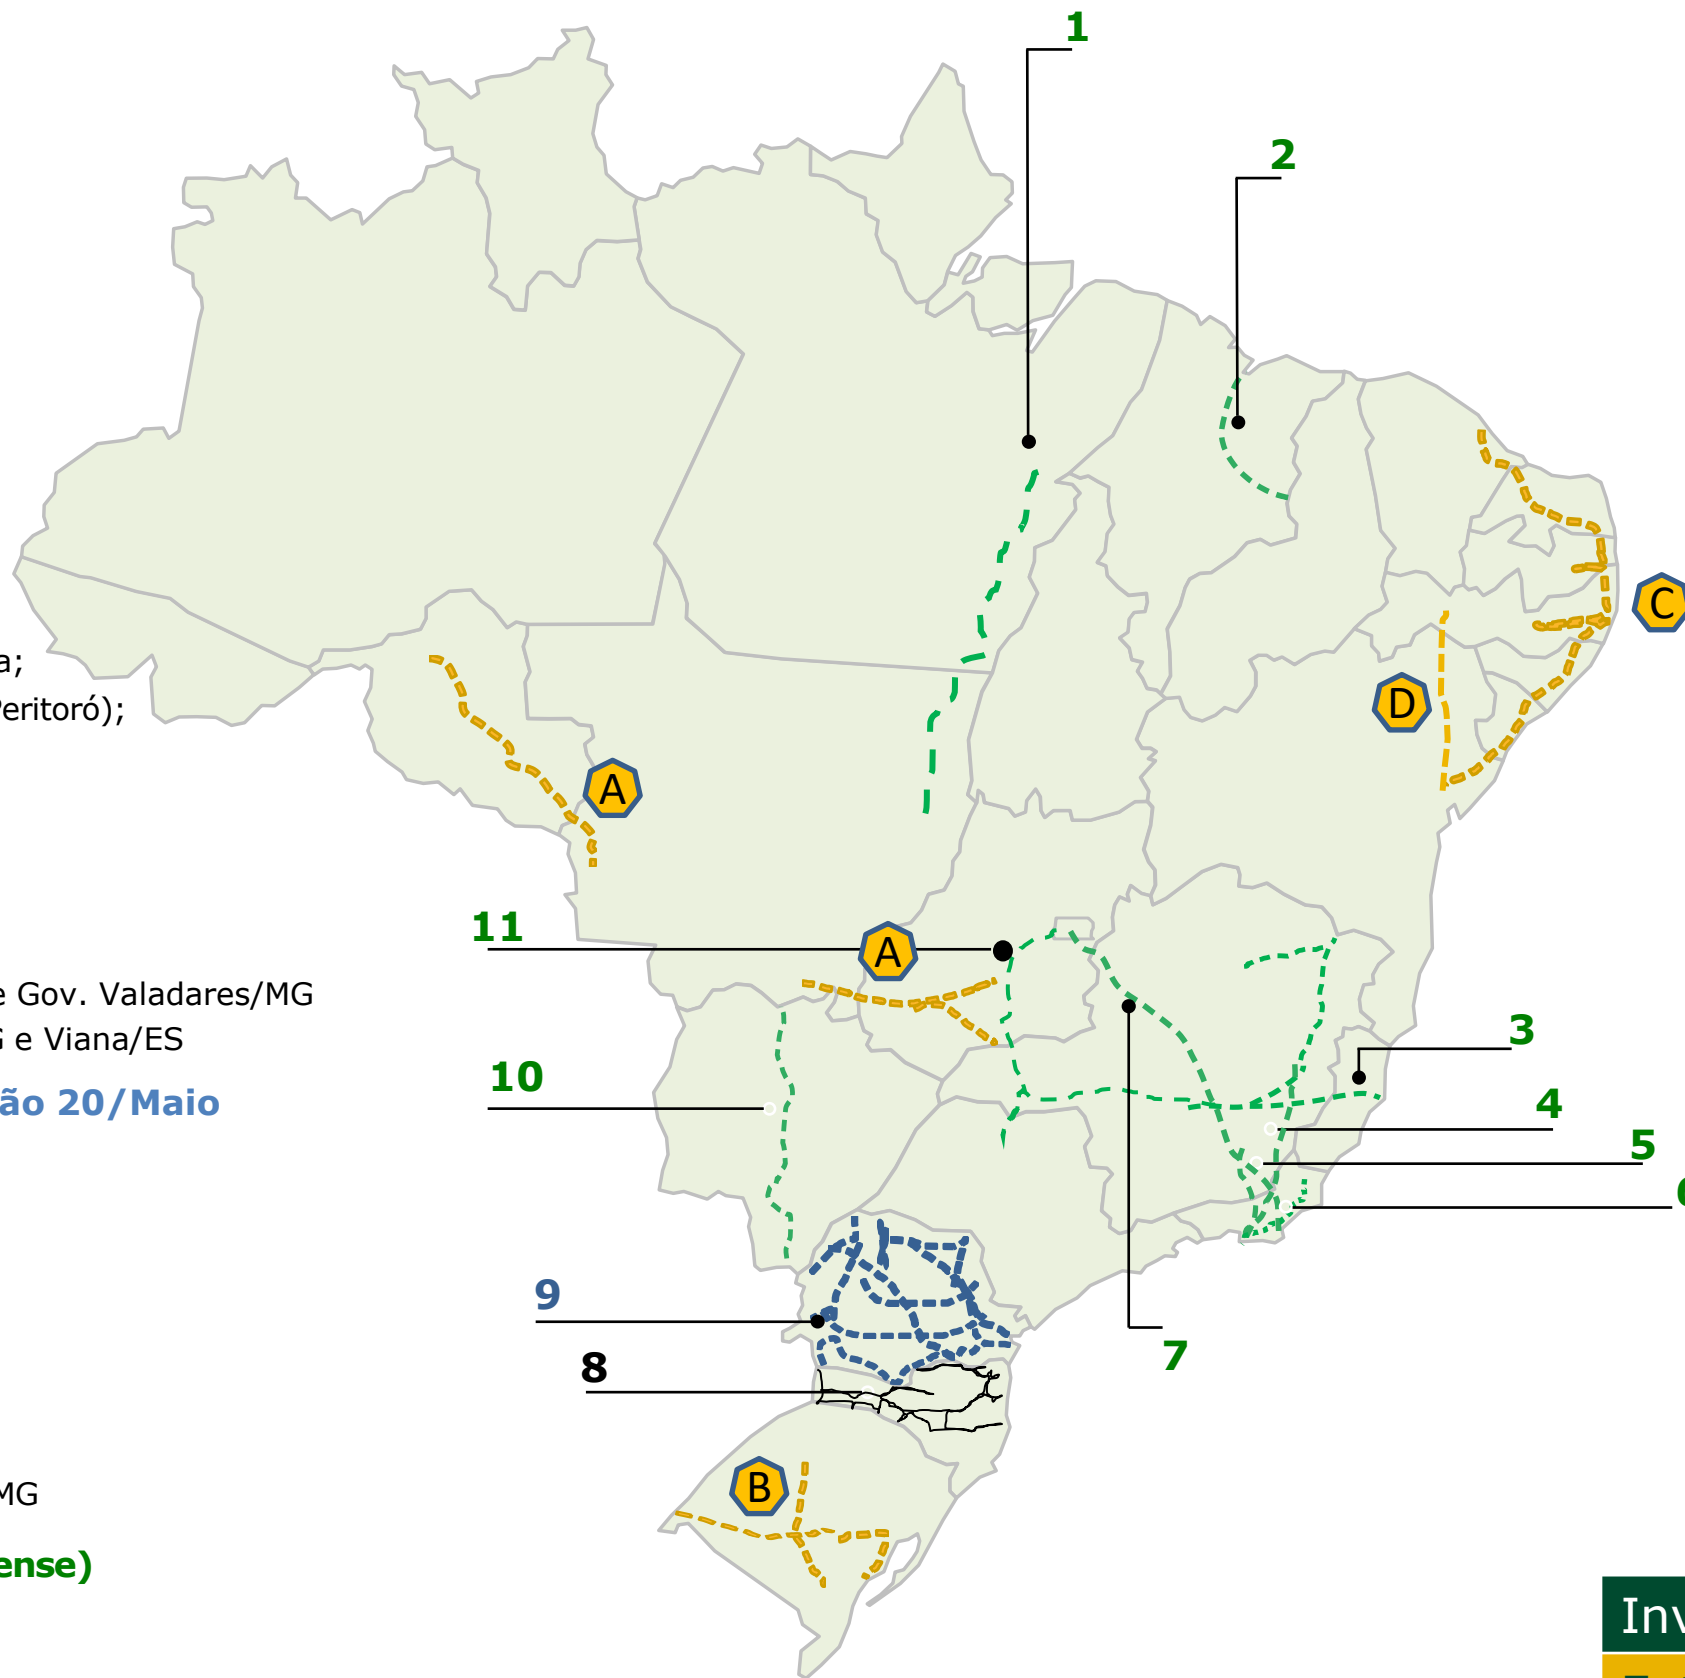 1
2
C
a;
Peritoró);
D
A
11
A
e Gov. Valadares/MG
3
G e Viana/ES
10
ão 20/Maio
4
5
6
9
7
8
B
MG
ense)
Inv